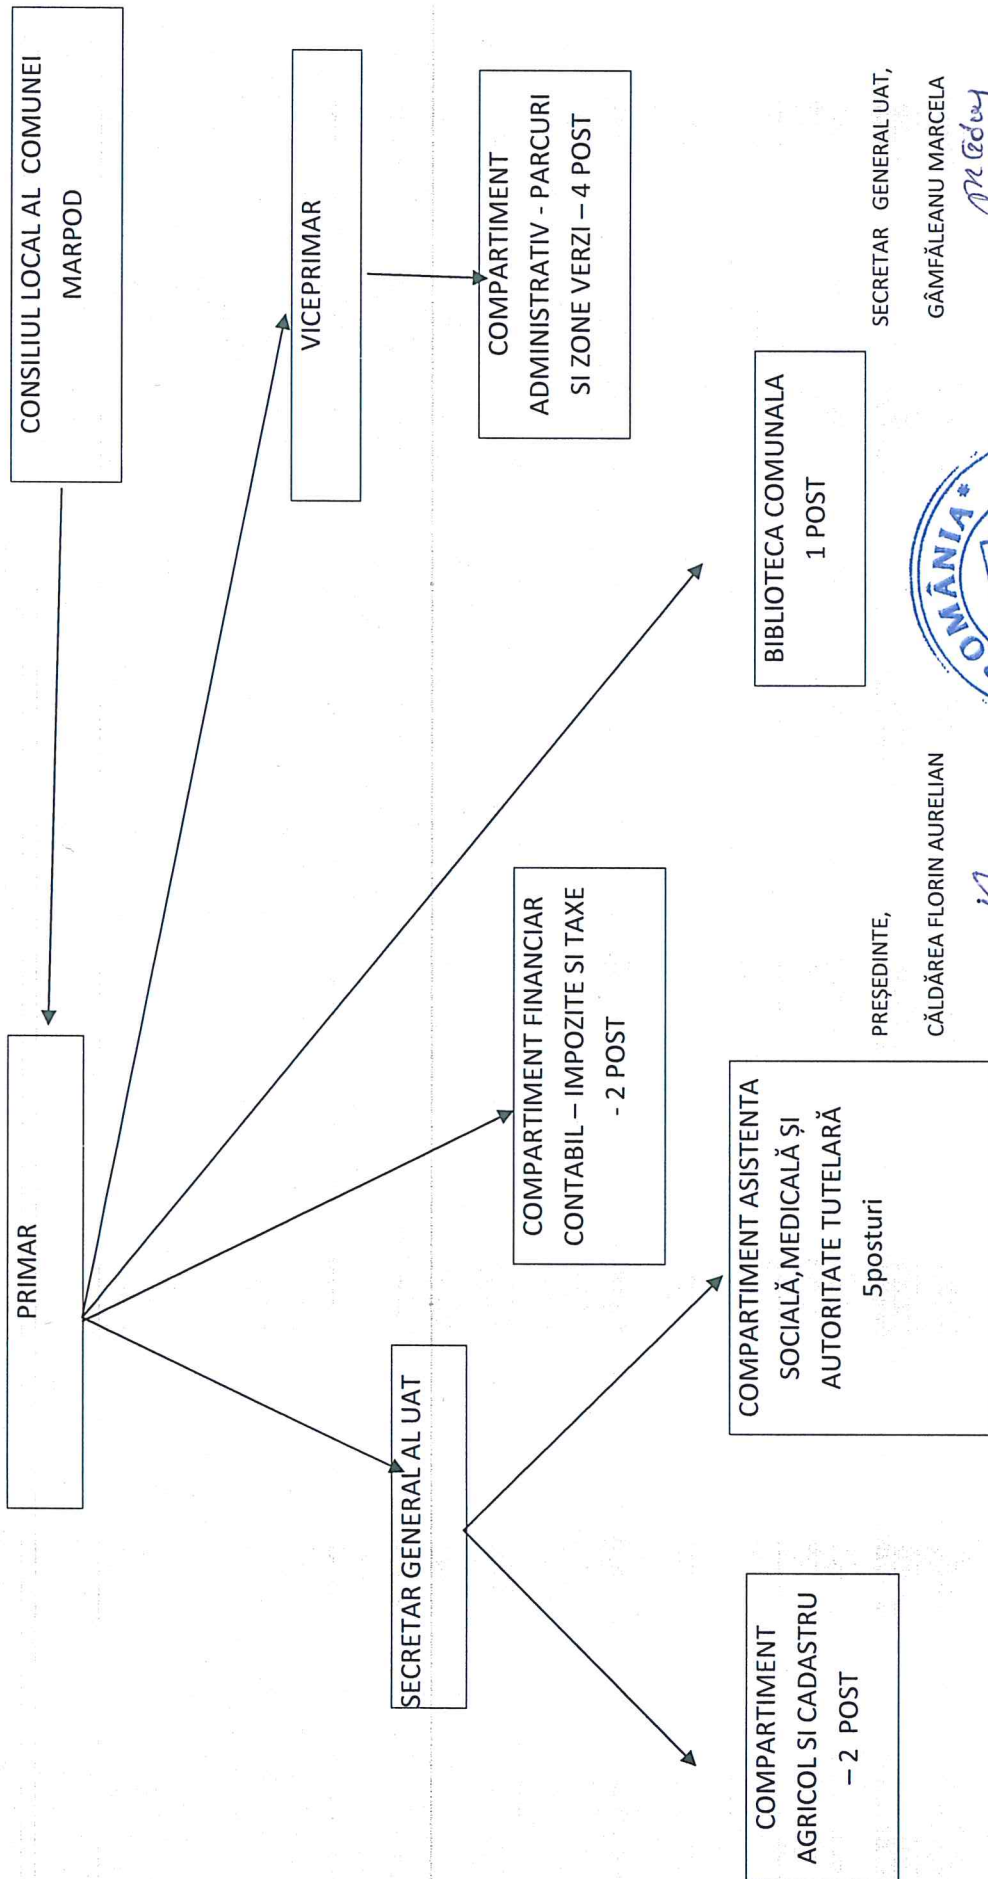 CONSILIUL LOCAL AL COMUNEI
MARPOD
PRIMAR
VICEPRIMAR
SECRETAR GENERAL AL UAT
COMPARTIMENT
ADMINISTRATIV - PARCURI
SI ZONE VERZI – 4 POST
COMPARTIMENT FINANCIAR
CONTABIL – IMPOZITE SI TAXE
- 2 POST
BIBLIOTECA COMUNALA
1 POST
COMPARTIMENT ASISTENTA
SOCIALĂ,MEDICALĂ ȘI
AUTORITATE TUTELARĂ
5posturi
COMPARTIMENT
AGRICOL SI CADASTRU
– 2 POST
PREȘEDINTE,
CĂLDĂREA FLORIN AURELIAN
SECRETAR GENERAL UAT,
GÂMFĂLEANU MARCELA
OMÂNIA *